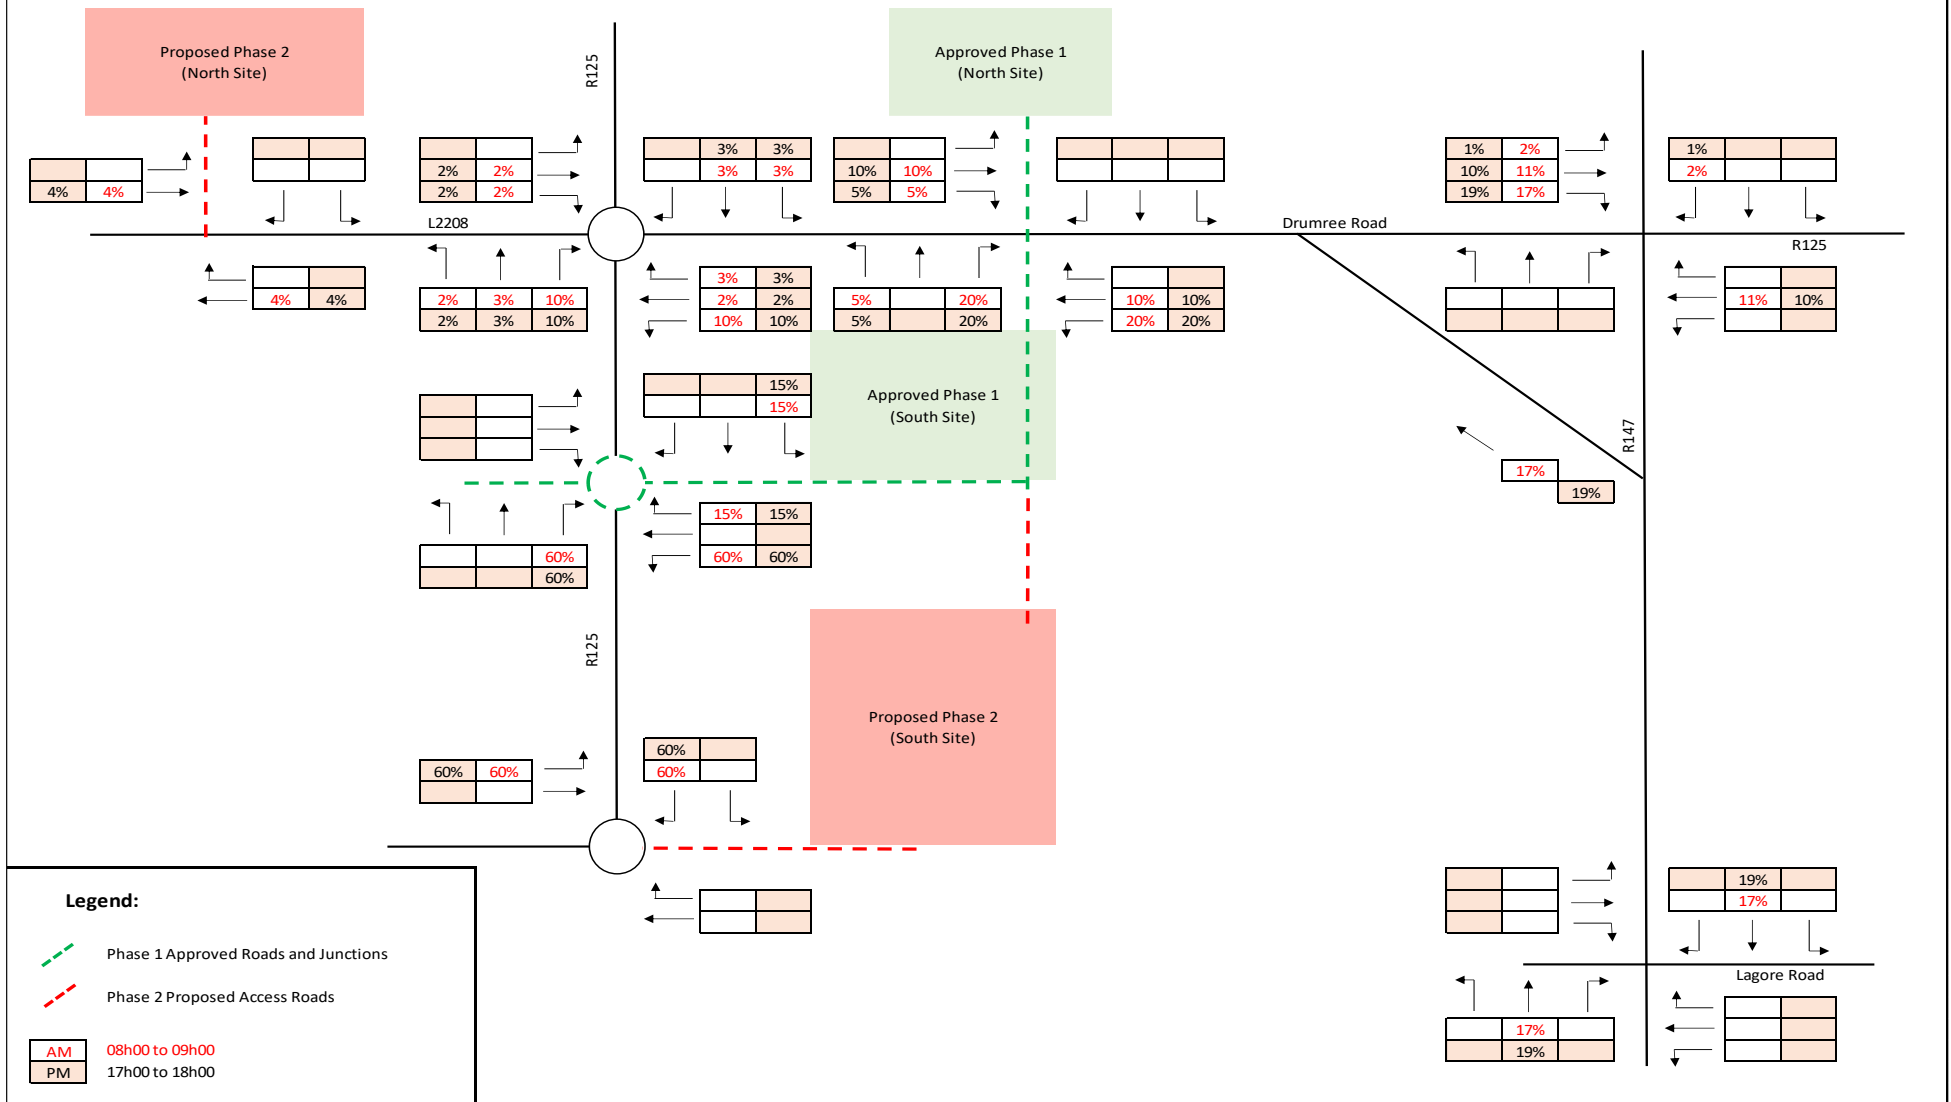 Proposed Phase 2
(North Site)
R125
Approved Phase 1
(North Site)
3% 3%
1% 2%
1%
2% 2%
3% 3%
10% 10%
10% 11%
2%
4% 4%
2% 2%
5% 5%
19% 17%
L2208
Drumree Road
R125
3% 3%
4% 4%
2% 3% 10%
2% 2%
5% 20%
10% 10%
11% 10%
2% 3% 10%
10% 10%
5% 20%
20% 20%
15%
15%
Approved Phase 1
(South Site)
R147
17%
19%
15% 15%
60%
60% 60%
60%
R125
Proposed Phase 2
(South Site)
60%
60% 60%
60%
Legend:
Phase 1 Approved Roads and Junctions
Phase 2 Proposed Access Roads
AM 08h00 to 09h00
PM 17h00 to 18h00
19%
17%
Lagore Road
17%
19%